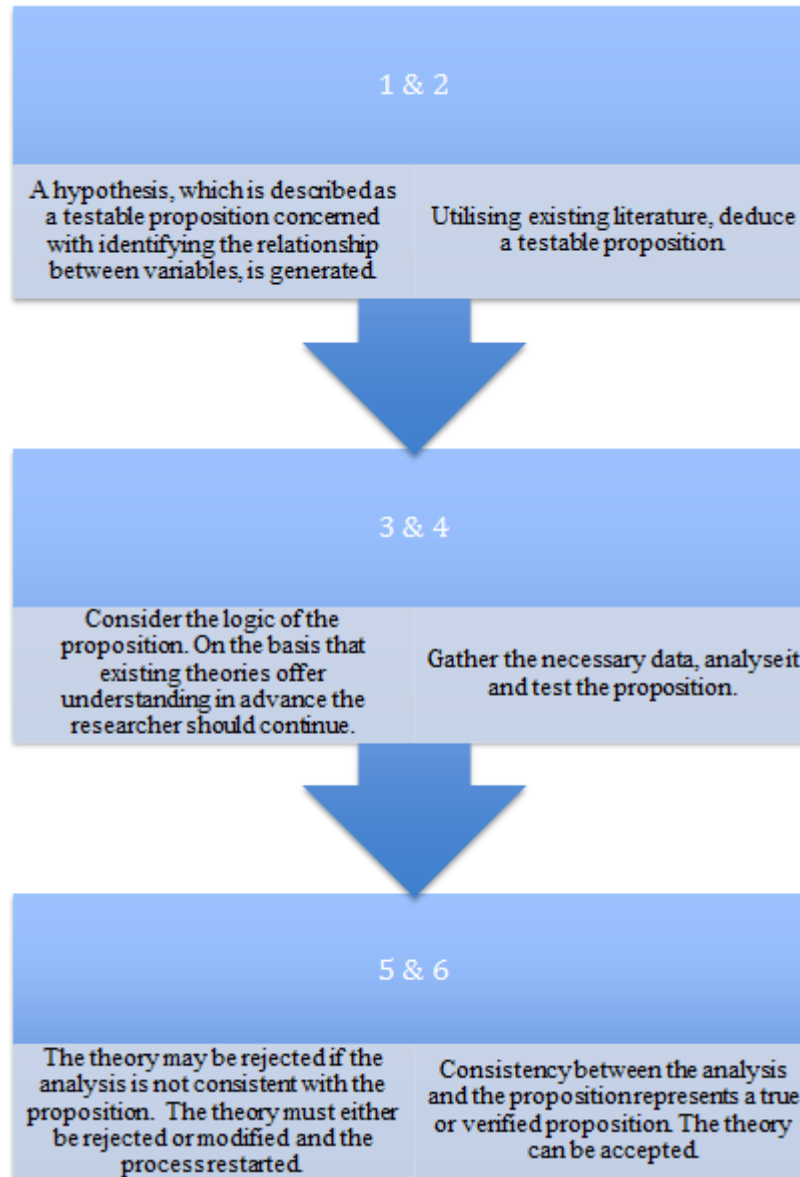 1 & 2
A hypothesis, which is described as
a testable proposition concerned
with identifying the relationship
between variables, is generated.
Utilising existing literature, deduce
a testable proposition.
3 & 4
Consider the logic of the
proposition. On the basis that
existing theories offer
understanding in advance the
researcher should continue.
Gather the necessary data, analyse it
and test the proposition.
5 & 6
The theory may be rejected if the
analysis is not consistent with the
proposition. The theory must either
be rejected or modified and the
process restarted.
Consistency between the analysis
and the proposition represents a true
or verified proposition. The theory
can be accepted.